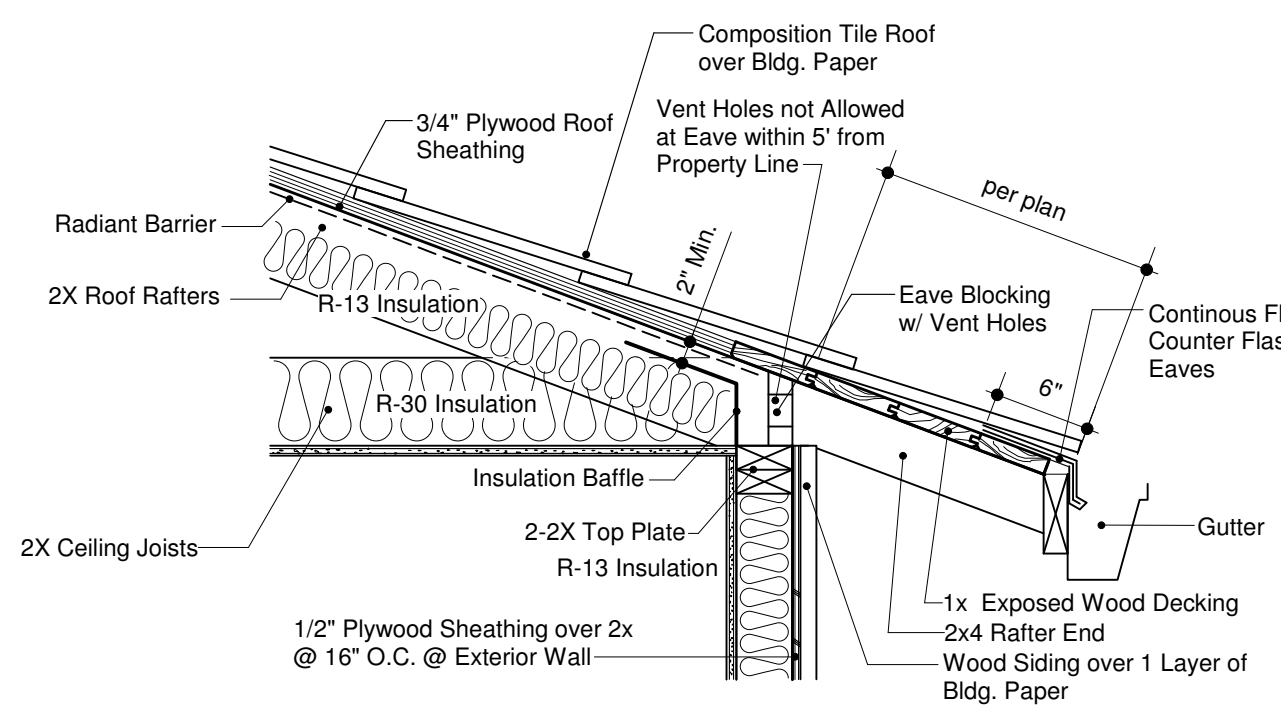 Composition Tile Roof
over Bldg. Paper
Vent Holes not Allowed
at Eave within 5' from
Property Line
3/4" Plywood Roof
Sheathing
per plan
Radiant Barrier
2" Min.
2X Roof Rafters
R-13 Insulation
Eave Blocking
w/ Vent Holes
Continous
Counter
Eaves
6"
R-30 Insulation
Insulation Baffle
2X Ceiling Joists
2-2X Top Plate
R-13 Insulation
Gutter
1/2" Plywood Sheathing over 2x
@ 16" O.C. @ Exterior Wall
1x Exposed Wood Decking
2x4 Rafter End
Wood Siding over 1 Layer of
Bldg. Paper